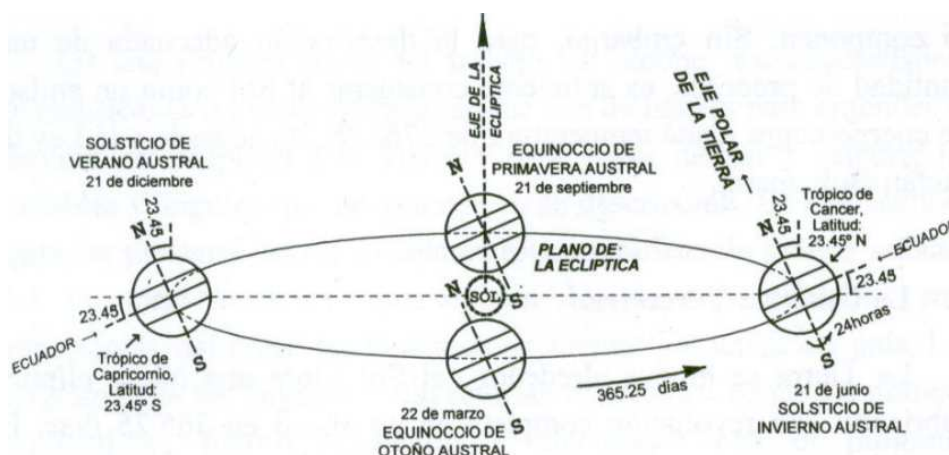 EJE DE LA
ECLIPTICA
EJE POLAR
DE LA TIERRA
SOLSTICIO DE
VERANO AUSTRAL
21 de diciembre
EQUINOCCIO DE
PRIMAVERA AUSTRAL
21 de septiembre
Trópico de
Cancer,
Latitud:
23.45º N
N
23.45
N
N
23.45
ECUADOR
23.45
PLANO DE
LA ECLIPTICA
N
SOL
S
23.45
24horas
ECUADOR
S
S
Trópico de
Capricornio,
Latitud:
23.45º S
365.25 dias
22 de marzo
EQUINOCCIO DE
OTOÑO AUSTRAL
S
21 de junio
SOLSTICIO DE
INVIERNO AUSTRAL